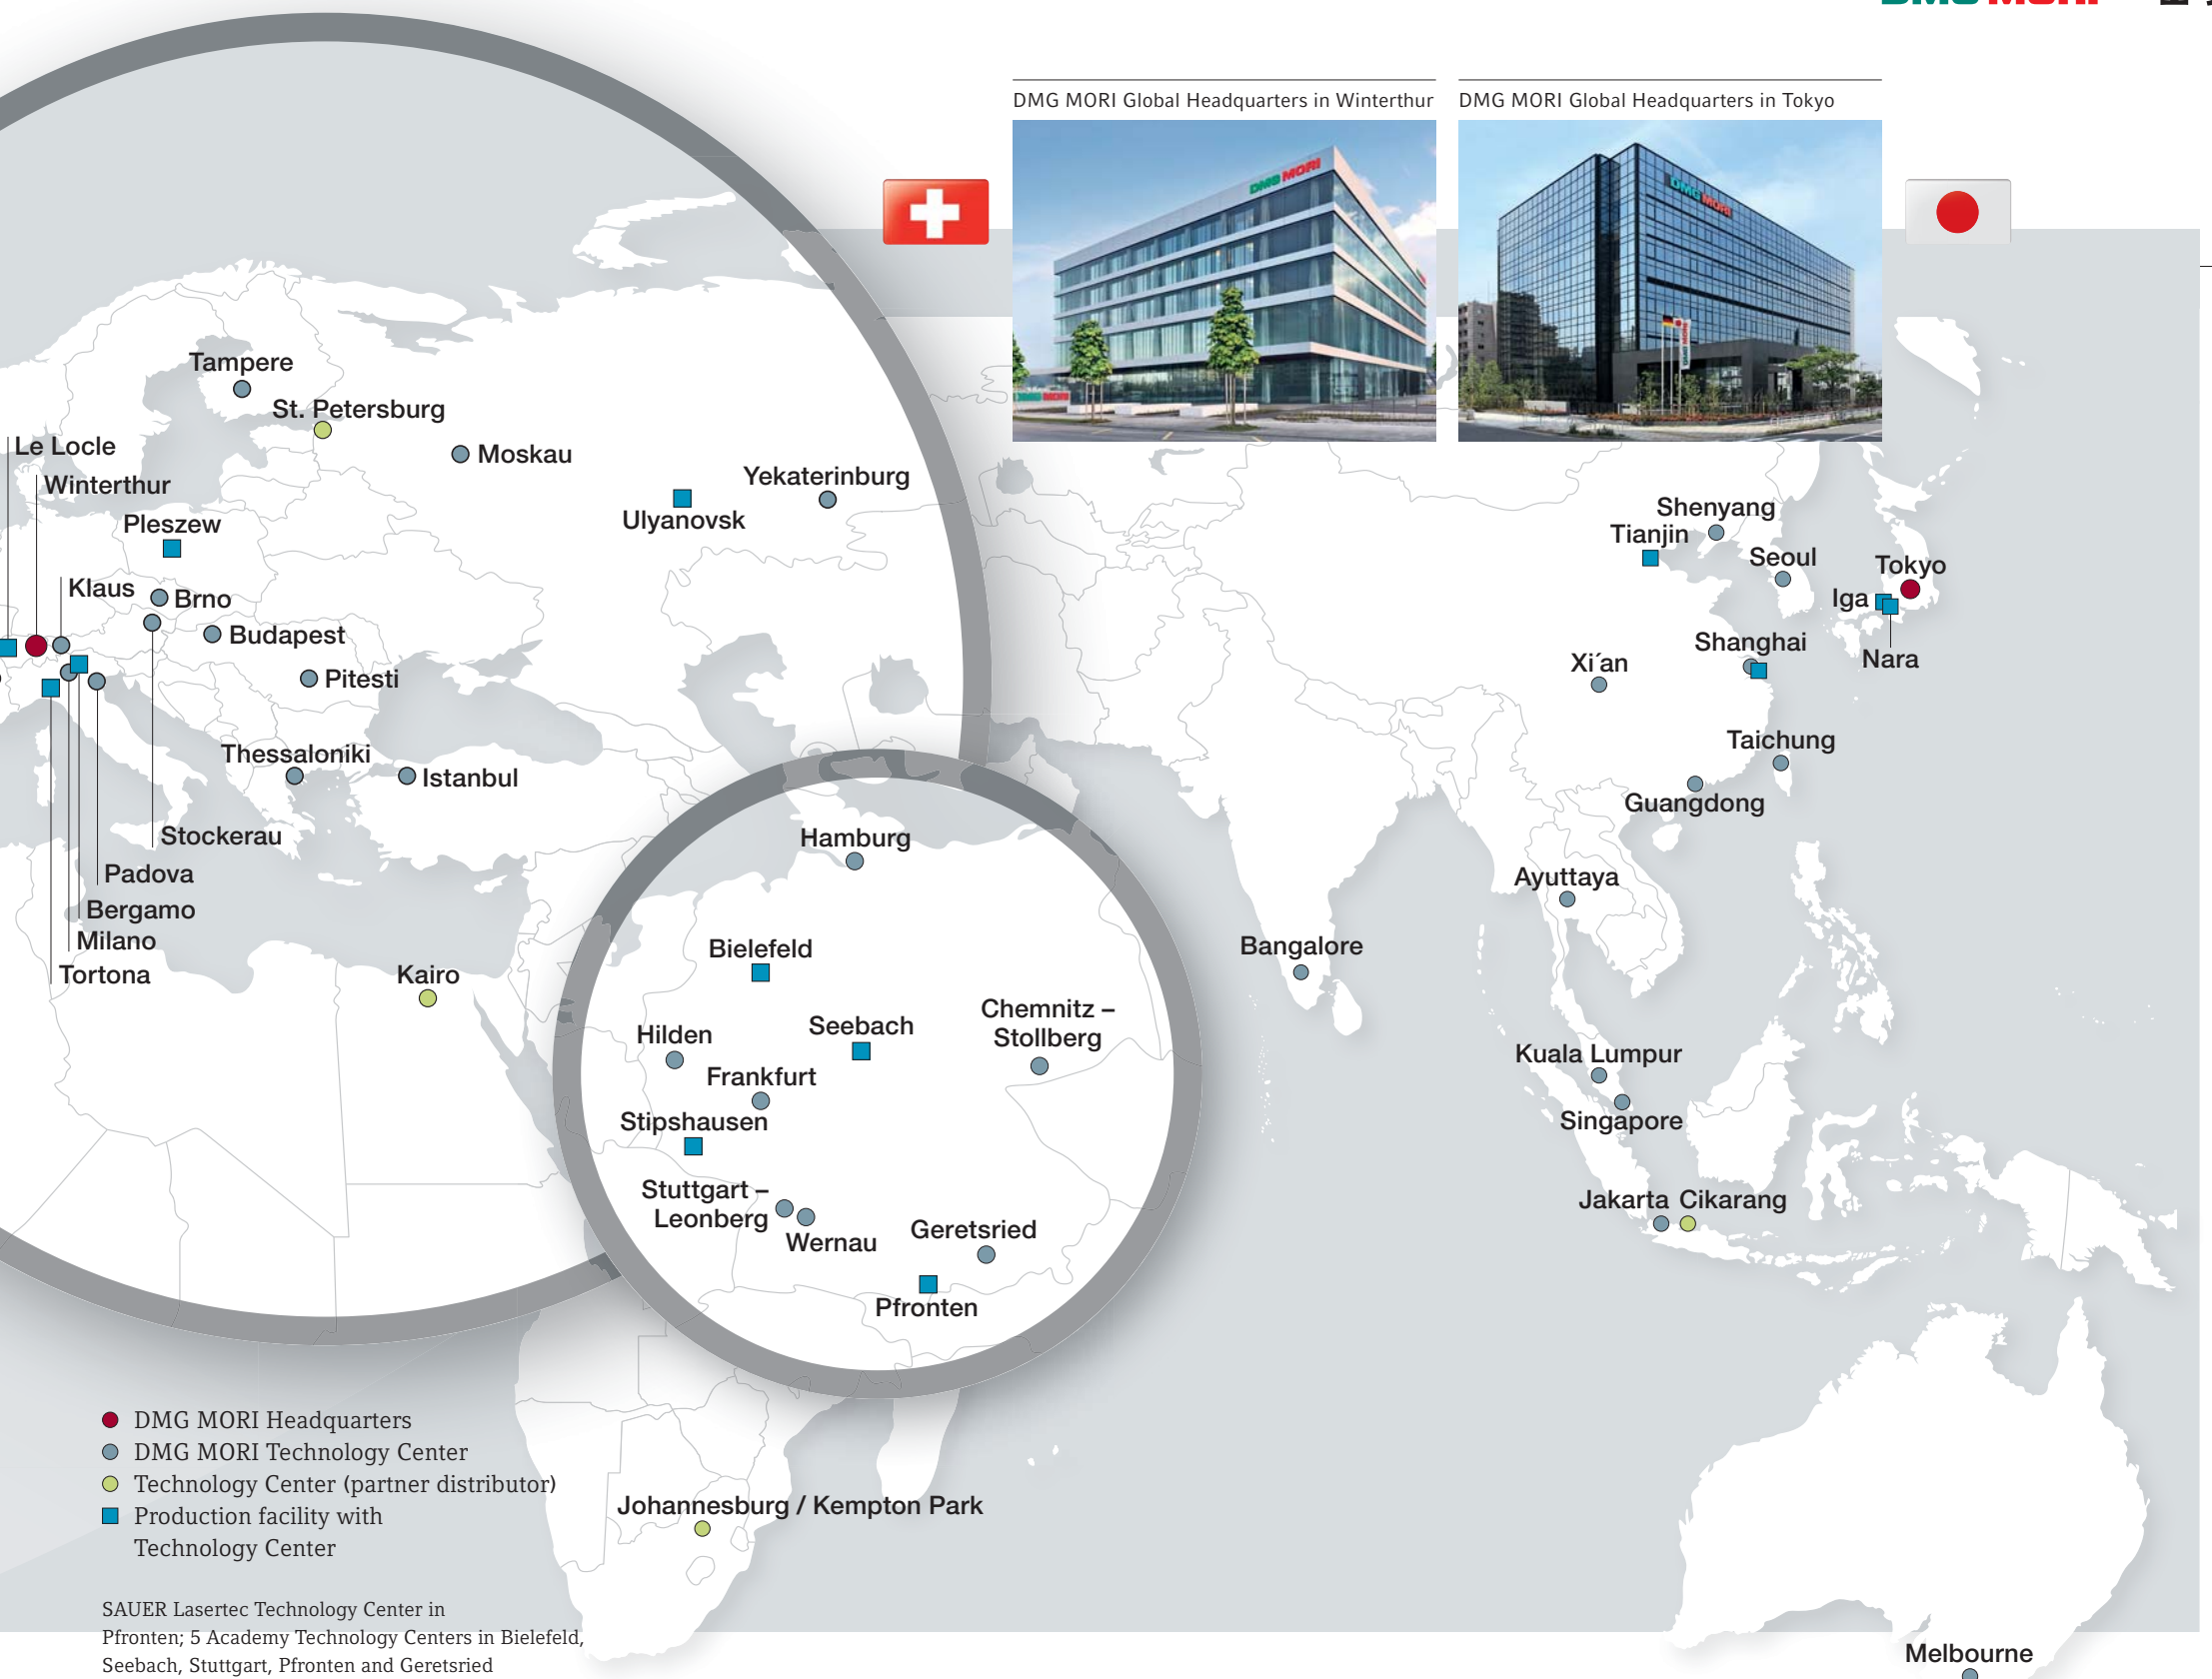 DMG MORI Global Headquarters in Winterthur
DMG MORI Global Headquarters in Tokyo
DMG MORI
DMG MORI
Tampere
St. Petersburg
Moskau
Le Locle
Winterthur
Pleszew
Yekaterinburg
Ulyanovsk
Klaus
Brno
Budapest
Pitesti
Thessaloniki
Istanbul
Stockerau
Padova
Bergamo
Milano
Tortona
Kairo
Hamburg
Bielefeld
Hilden
Seebach
Chemnitz –
Stollberg
Frankfurt
Stipshausen
Stuttgart –
Leonberg
Wernau
Geretsried
Pfronten
Shenyang
Tianjin
Seoul
Tokyo
Iga
Nara
Shanghai
Xi´an
Taichung
Guangdong
Ayuttaya
Bangalore
Kuala Lumpur
Singapore
Jakarta Cikarang
Johannesburg / Kempton Park
Melbourne
DMG MORI Headquarters
DMG MORI Technology Center
Technology Center (partner distributor)
Production facility with
Technology Center
SAUER Lasertec Technology Center in
Pfronten; 5 Academy Technology Centers in Bielefeld,
Seebach, Stuttgart, Pfronten and Geretsried